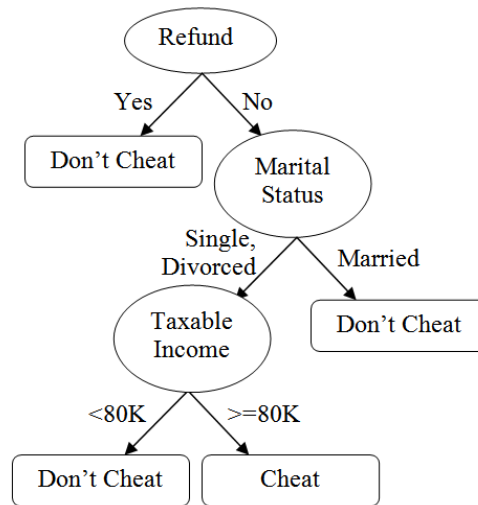 Refund
Yes
No
Don’t Cheat
Marital
Status
Single,
Divorced
Married
Taxable
Income
Don’t Cheat
<80K
>=80K
Don’t Cheat
Cheat